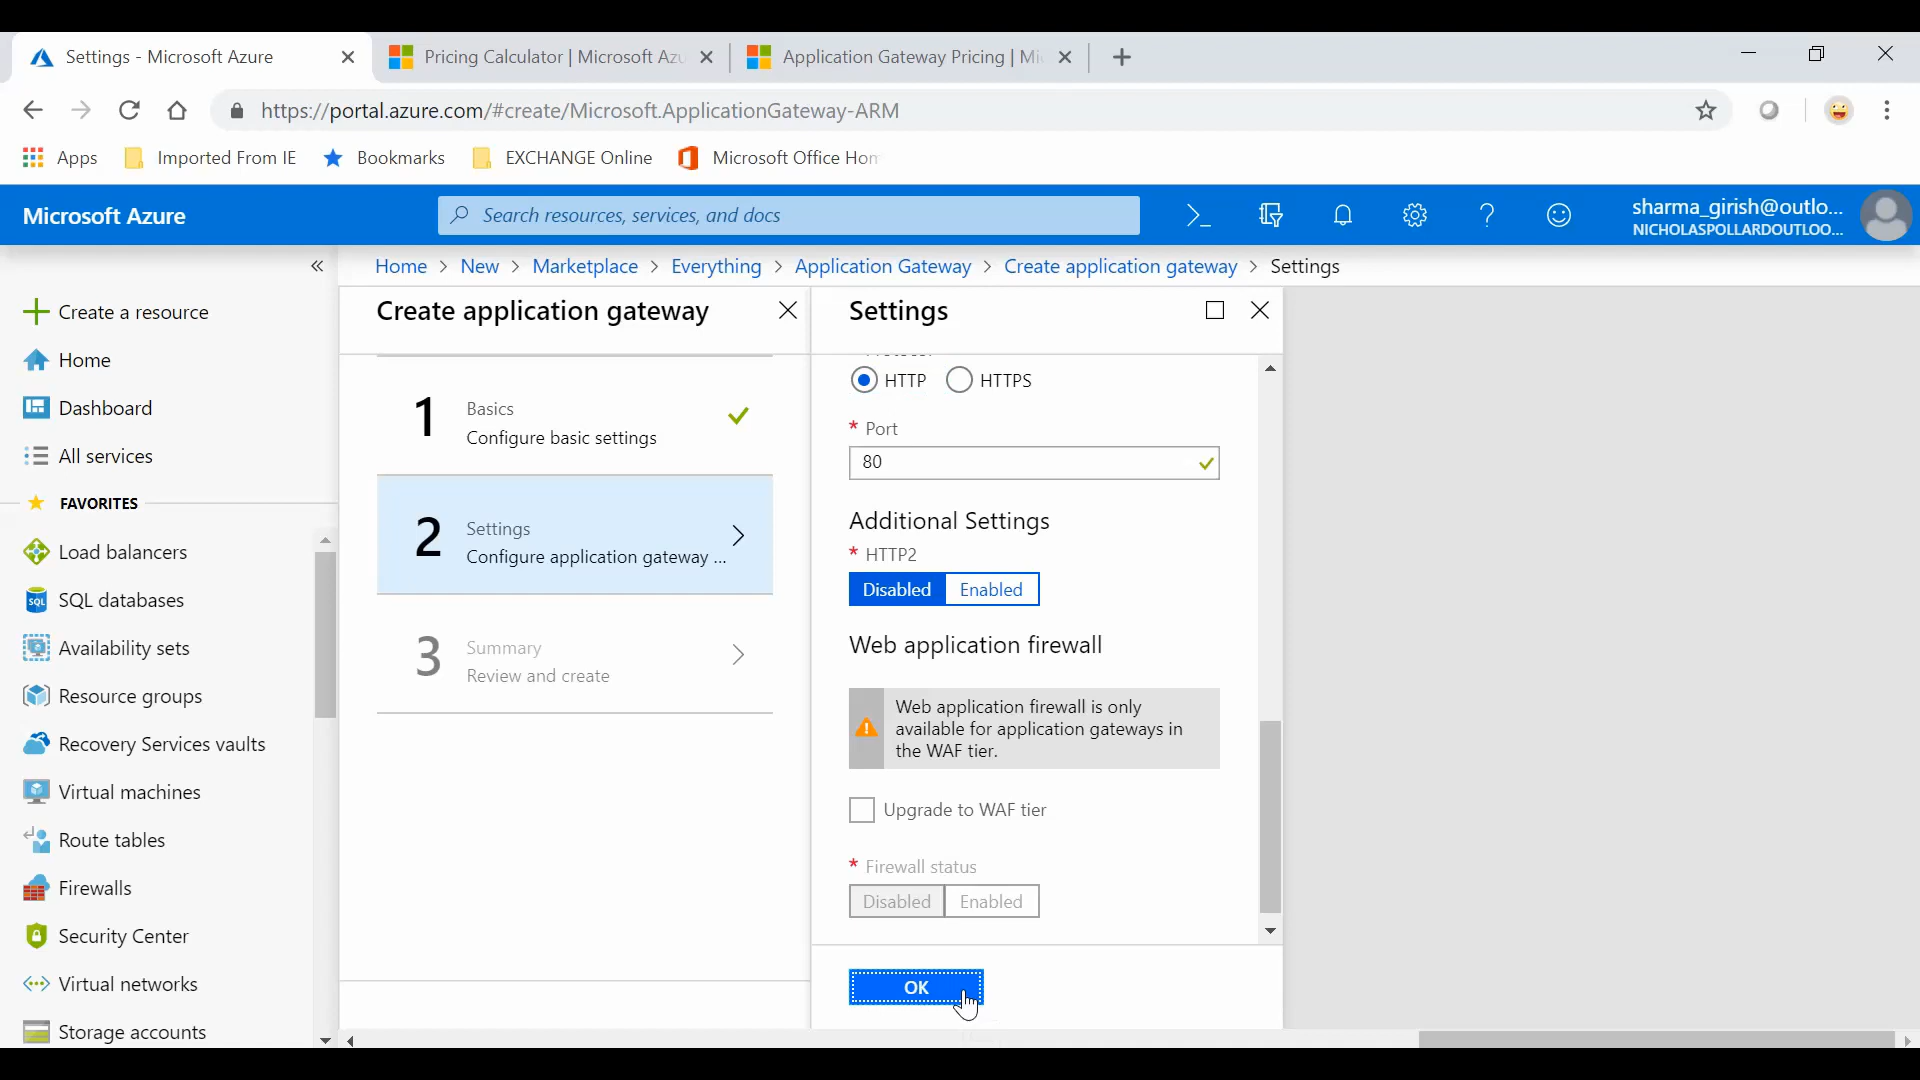 Settings - Microsoft Azure
Pricing Calculator | Microsoft Azu
Application Gateway Pricing | Mic
https://portal.azure.com/#create/Microsoft.ApplicationGateway-ARM
Apps
Imported From IE
Bookmarks
EXCHANGE Online
Microsoft Office Hom
Microsoft Azure
Search resources, services, and docs
sharma_girish@outlo...
NICHOLASPOLLARDOUTLOO...
Home > New > Marketplace > Everything > Application Gateway > Create application gateway > Settings
Create a resource
Home
Dashboard
All services
FAVORITES
Load balancers
SQL databases
Availability sets
Resource groups
Recovery Services vaults
Virtual machines
Route tables
Firewalls
Security Center
Virtual networks
Storage accounts
Create application gateway
1
Basics
Configure basic settings
2
Settings
Configure application gateway ...
3
Summary
Review and create
Settings
HTTP
HTTPS
* Port
80
Additional Settings
* HTTP2
Disabled
Enabled
Web application firewall
Web application firewall is only
available for application gateways in
the WAF tier.
Upgrade to WAF tier
* Firewall status
Disabled
Enabled
OK